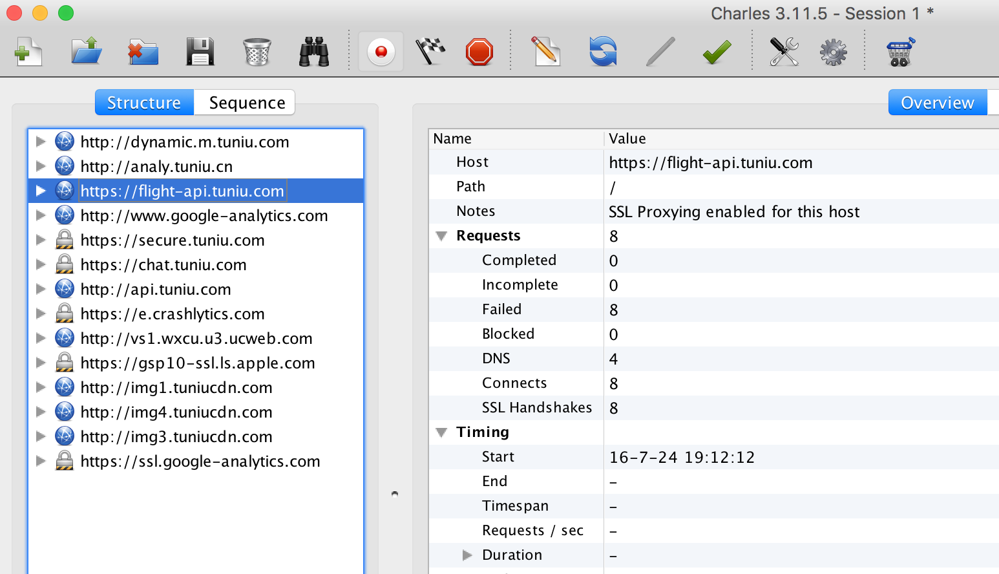 Charles 3.11.5 - Session 1 *
Structure
Sequence
http://dynamic.m.tuniu.com
http://analy.tuniu.cn
https://flight-api.tuniu.com
http://www.google-analytics.com
https://secure.tuniu.com
https://chat.tuniu.com
http://api.tuniu.com
https://e.crashlytics.com
http://vs1.wxcu.u3.ucweb.com
https://gsp10-ssl.ls.apple.com
http://img1.tuniucdn.com
http://img4.tuniucdn.com
http://img3.tuniucdn.com
https://ssl.google-analytics.com
Overview
Name Value
Host https://flight-api.tuniu.com
Path /
Notes SSL Proxying enabled for this host
Requests 8
Completed 0
Incomplete 0
Failed 8
Blocked 0
DNS 4
Connects 8
SSL Handshakes 8
Timing
Start 16-7-24 19:12:12
End -
Timespan -
Requests / sec -
Duration -